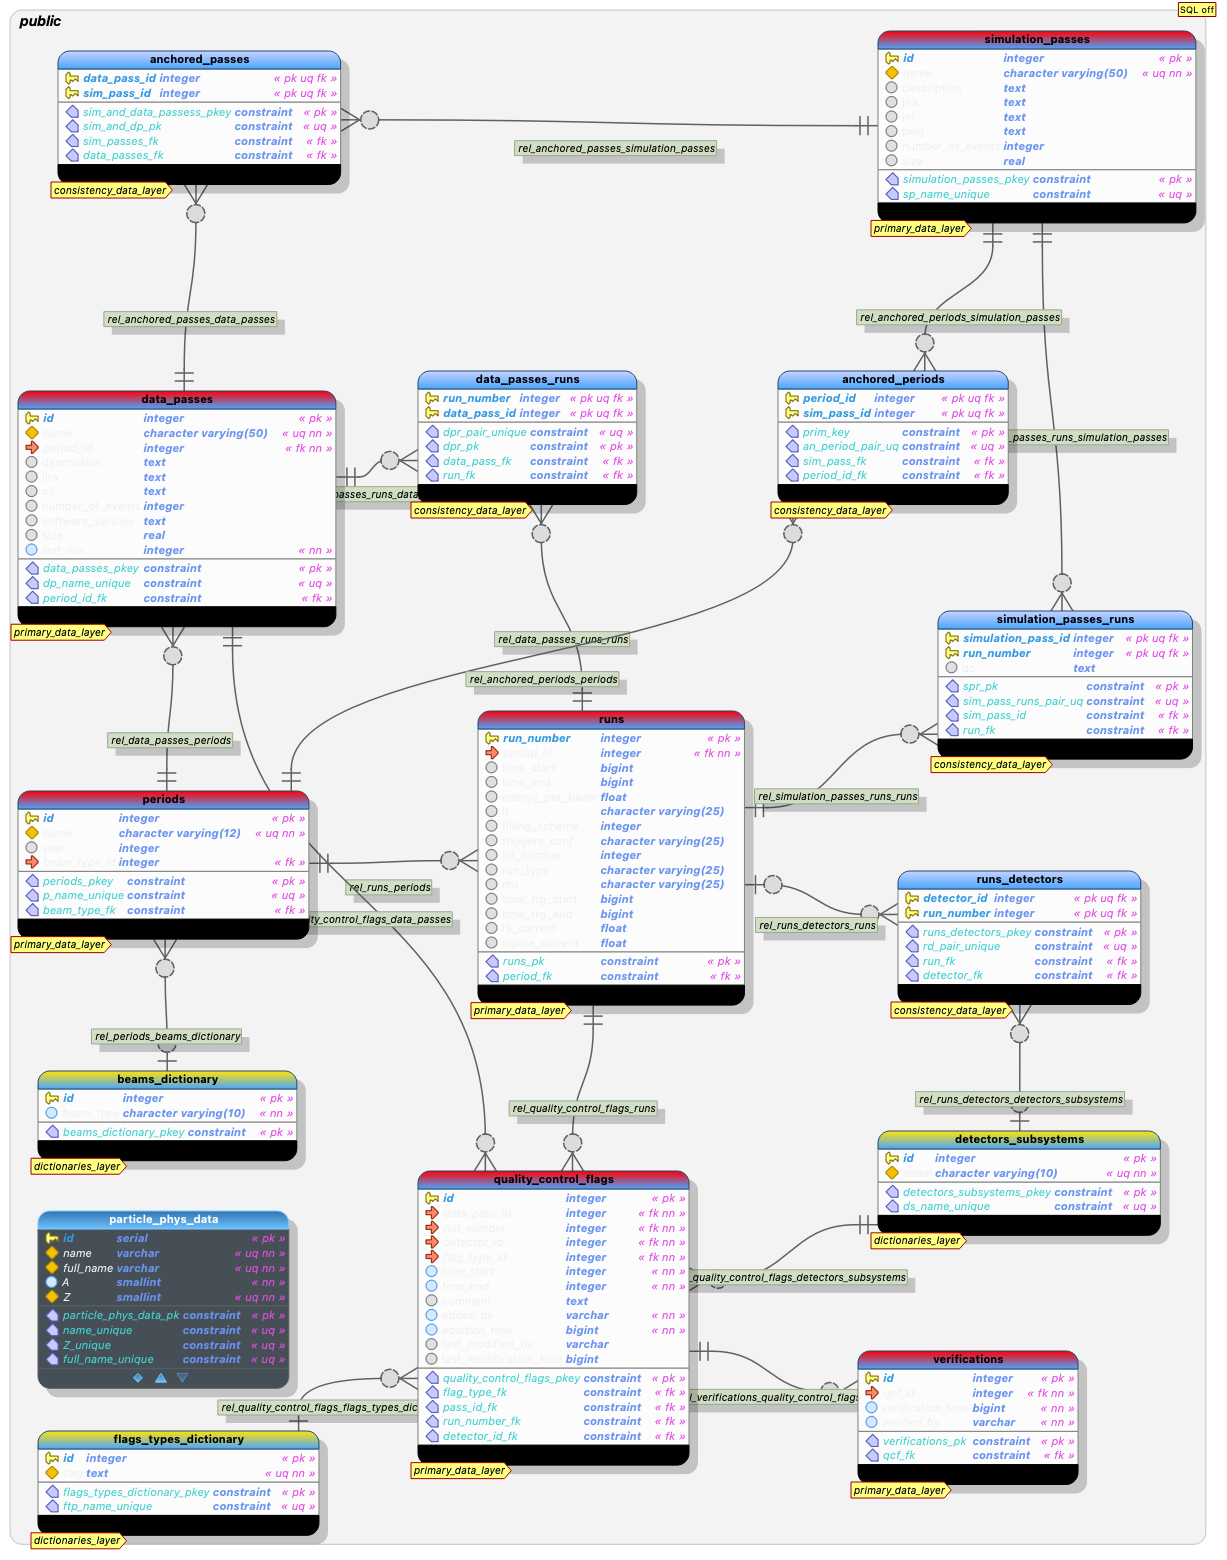 SQL off
public
anchored_passes
data_pass_id integer « pk uq fk »
sim_pass_id integer « pk uq fk »
sim_and_data_passess_pkey constraint « pk »
sim_and_dp_pk constraint « uq »
sim_passes_fk constraint « fk »
data_passes_fk constraint « fk »
consistency_data_layer
simulation_passes
id integer « pk »
name character varying(50) « uq nn »
description text
jira text
ml text
pwg text
number_of_events integer
size real
simulation_passes_pkey constraint « pk »
sp_name_unique constraint « uq »
primary_data_layer
rel_anchored_passes_simulation_passes
rel_anchored_passes_data_passes
rel_anchored_periods_simulation_passes
data_passes
id integer « pk »
name character varying(50) « uq nn »
period_id integer « fk nn »
description text
jira text
ml text
number_of_events integer
software_version text
size real
last_run integer « nn »
data_passes_pkey constraint « pk »
dp_name_unique constraint « uq »
period_id_fk constraint « fk »
primary_data_layer
data_passes_runs
run_number integer « pk uq fk »
data_pass_id integer « pk uq fk »
dpr_pair_unique constraint « uq »
dpr_pk constraint « pk »
data_pass_fk constraint « fk »
run_fk constraint « fk »
consistency_data_layer
passes_runs_data
anchored_periods
period_id integer « pk uq fk »
sim_pass_id integer « pk uq fk »
prim_key constraint « pk »
an_period_pair_uq constraint « uq »
sim_pass_fk constraint « fk »
period_id_fk constraint « fk »
consistency_data_layer
_passes_runs_simulation_passes
simulation_passes_runs
simulation_pass_id integer « pk uq fk »
run_number integer « pk uq fk »
qc text
spr_pk constraint « pk »
sim_pass_runs_pair_uq constraint « uq »
sim_pass_id constraint « fk »
run_fk constraint « fk »
consistency_data_layer
rel_data_passes_runs_runs
rel_anchored_periods_periods
rel_data_passes_periods
rel_simulation_passes_runs_runs
runs
run_number integer « pk »
period_id integer « fk nn »
time_start bigint
time_end bigint
energy_per_beam float
ir character varying(25)
filling_scheme integer
triggers_conf character varying(25)
fill_number integer
run_type character varying(25)
mu character varying(25)
time_trg_start bigint
time_trg_end bigint
l3_current float
dipole_current float
runs_pk constraint « pk »
period_fk constraint « fk »
primary_data_layer
periods
id integer « pk »
name character varying(12) « uq nn »
year integer
beam_type_id integer « fk »
periods_pkey constraint « pk »
p_name_unique constraint « uq »
beam_type_fk constraint « fk »
primary_data_layer
rel_runs_periods
ty_control_flags_data_passes
runs_detectors
detector_id integer « pk uq fk »
run_number integer « pk uq fk »
runs_detectors_pkey constraint « pk »
rd_pair_unique constraint « uq »
run_fk constraint « fk »
detector_fk constraint « fk »
consistency_data_layer
rel_runs_detectors_runs
rel_periods_beams_dictionary
beams_dictionary
id integer « pk »
beam_type character varying(10) « nn »
beams_dictionary_pkey constraint « pk »
dictionaries_layer
rel_quality_control_flags_runs
rel_runs_detectors_detectors_subsystems
detectors_subsystems
id integer « pk »
name character varying(10) « uq nn »
detectors_subsystems_pkey constraint « pk »
ds_name_unique constraint « uq »
dictionaries_layer
particle_phys_data
id serial « pk »
name varchar « uq nn »
full_name varchar « uq nn »
A smallint « nn »
Z smallint « uq nn »
particle_phys_data_pk constraint « pk »
name_unique constraint « uq »
Z_unique constraint « uq »
full_name_unique constraint « uq »
quality_control_flags
id integer « pk »
data_pass_id integer « fk nn »
run_number integer « fk nn »
detector_id integer « fk nn »
flag_type_id integer « fk nn »
time_start integer « nn »
time_end integer « nn »
comment text
added_by varchar « nn »
addition_time bigint « nn »
last_modified_by varchar
last_modification_time bigint
quality_control_flags_pkey constraint « pk »
flag_type_fk constraint « fk »
pass_id_fk constraint « fk »
run_number_fk constraint « fk »
detector_id_fk constraint « fk »
primary_data_layer
_quality_control_flags_detectors_subsystems
rel_quality_control_flags_flags_types_dic
l_verifications_quality_control_flags
verifications
id integer « pk »
qcf_id integer « fk nn »
verification_time bigint « nn »
verified_by varchar « nn »
verifications_pk constraint « pk »
qcf_fk constraint « fk »
primary_data_layer
flags_types_dictionary
id integer « pk »
flag text « uq nn »
flags_types_dictionary_pkey constraint « pk »
ftp_name_unique constraint « uq »
dictionaries_layer